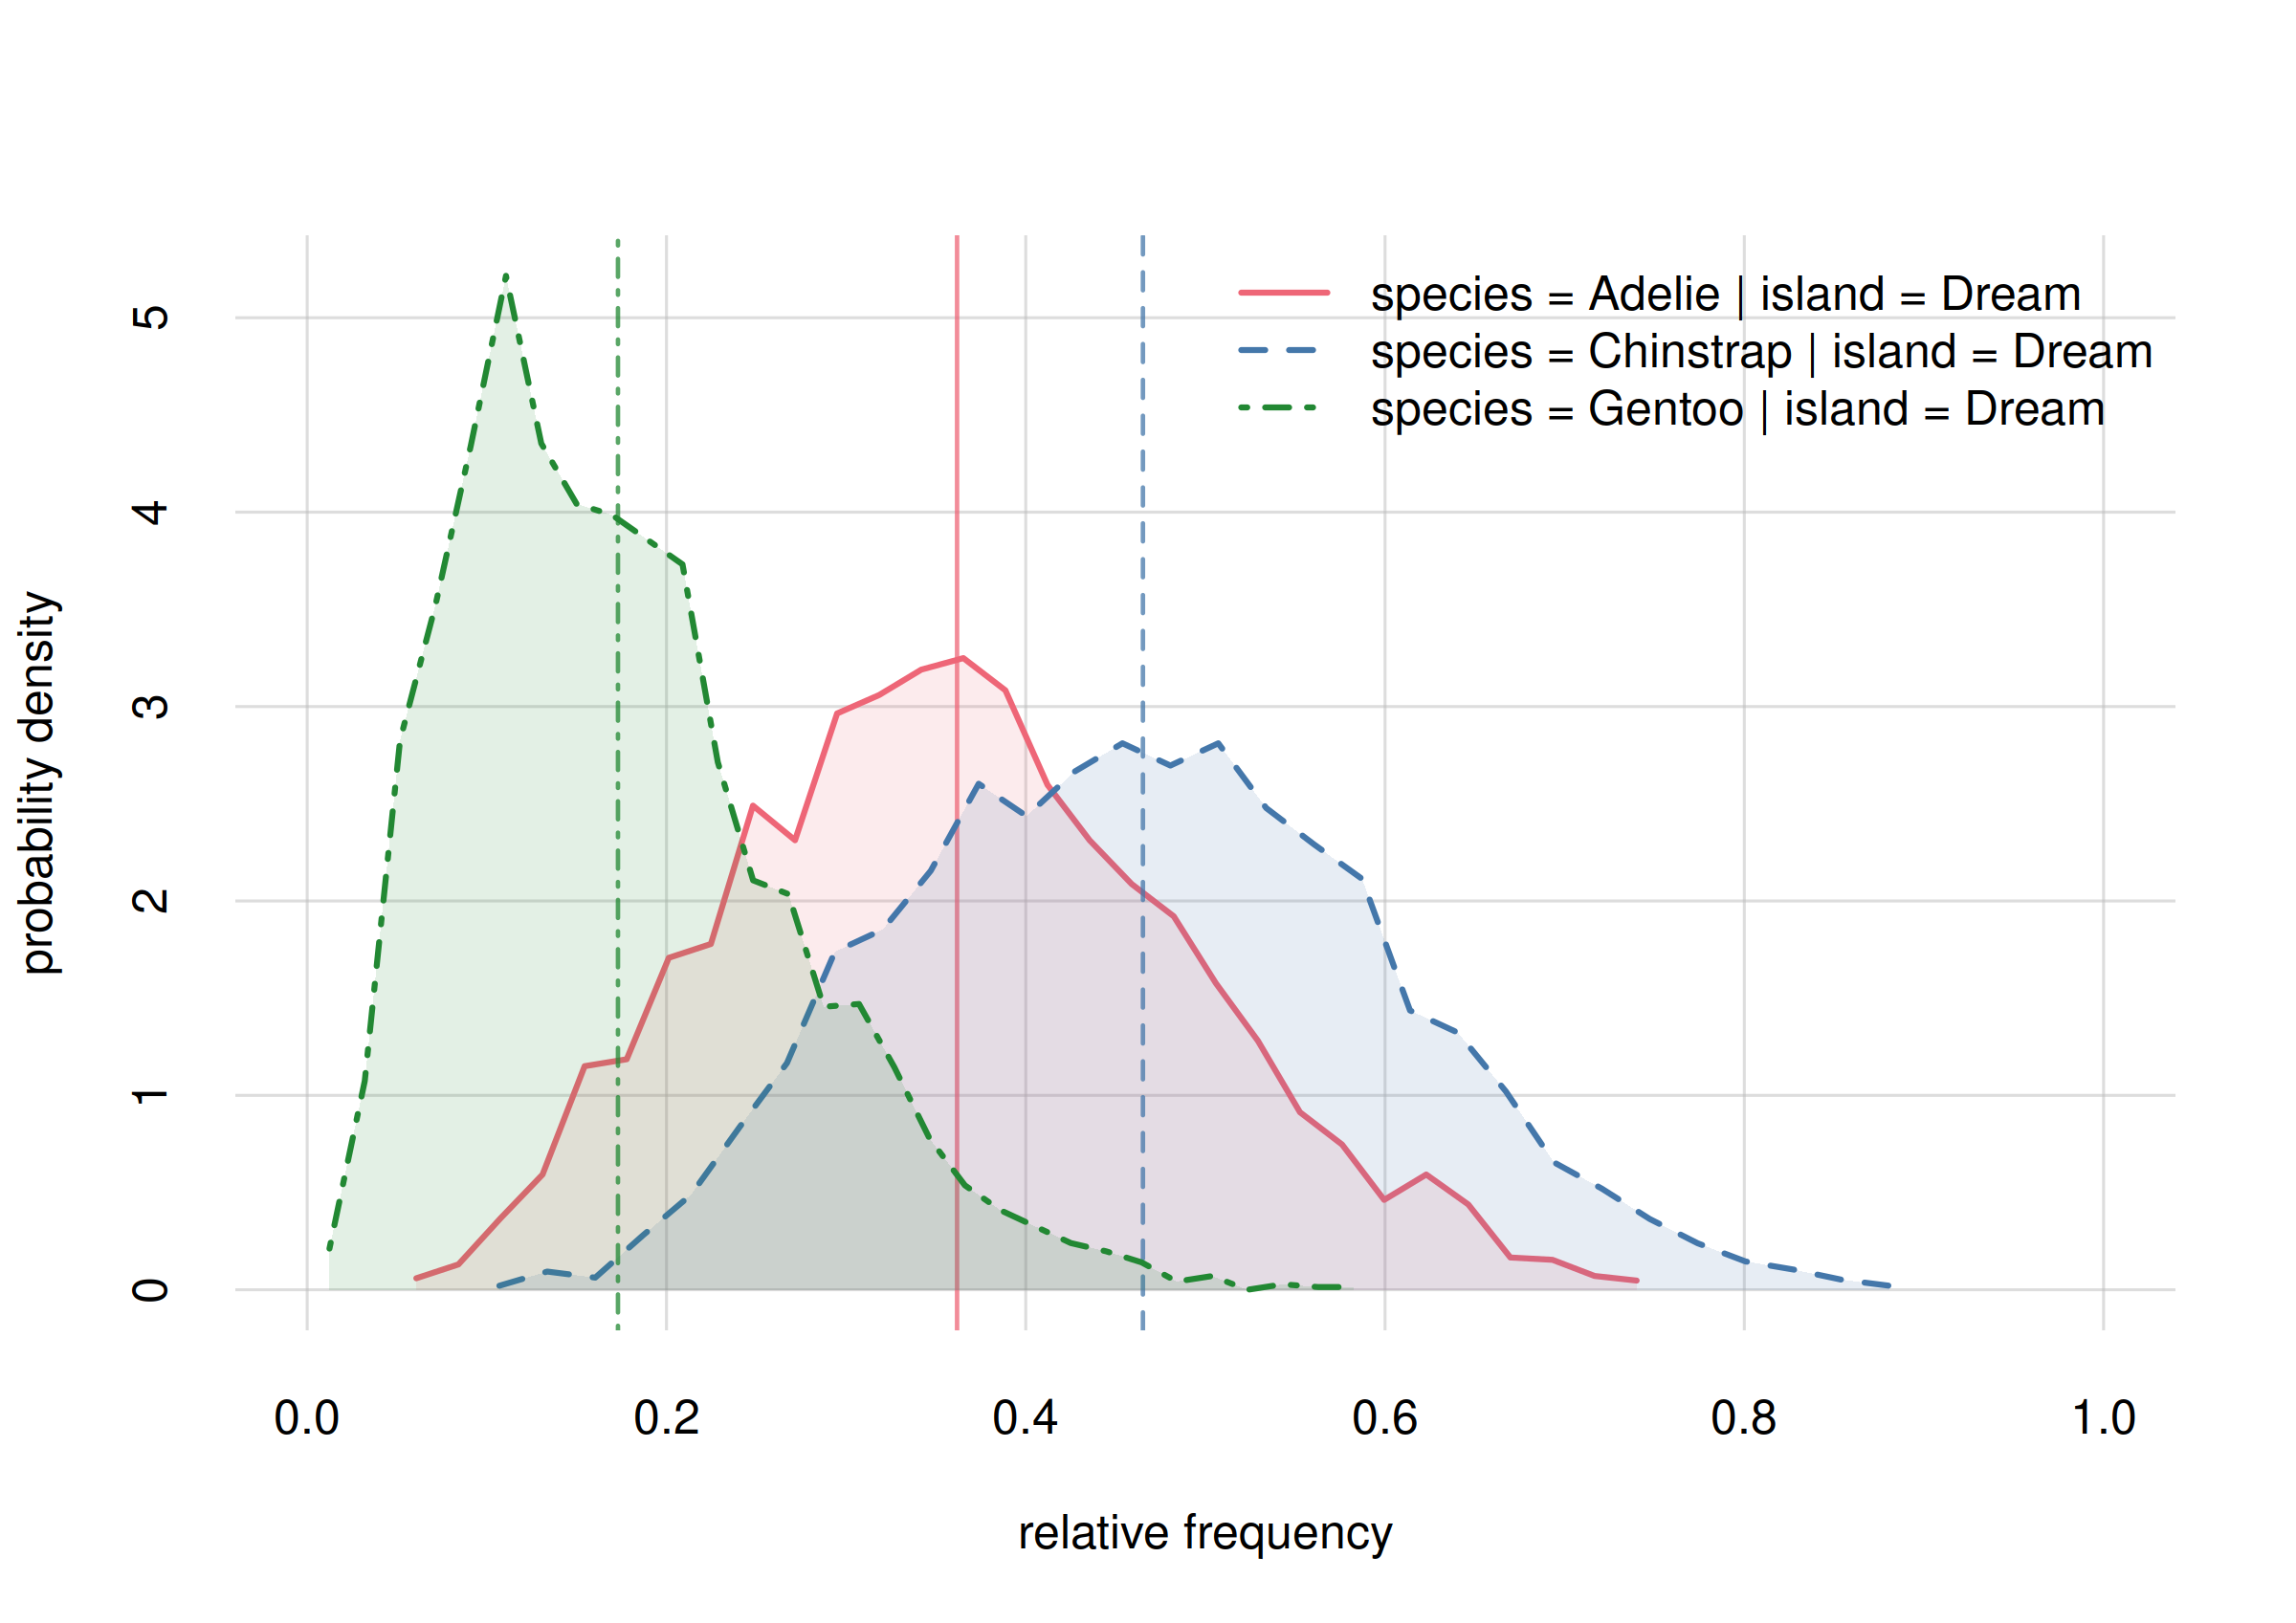 species = Adelie | island = Dream
species = Chinstrap | island = Dream
species = Gentoo | island = Dream
5
4
3
2
1
0
probability density
0.0 0.2 0.4 0.6 0.8 1.0
relative frequency